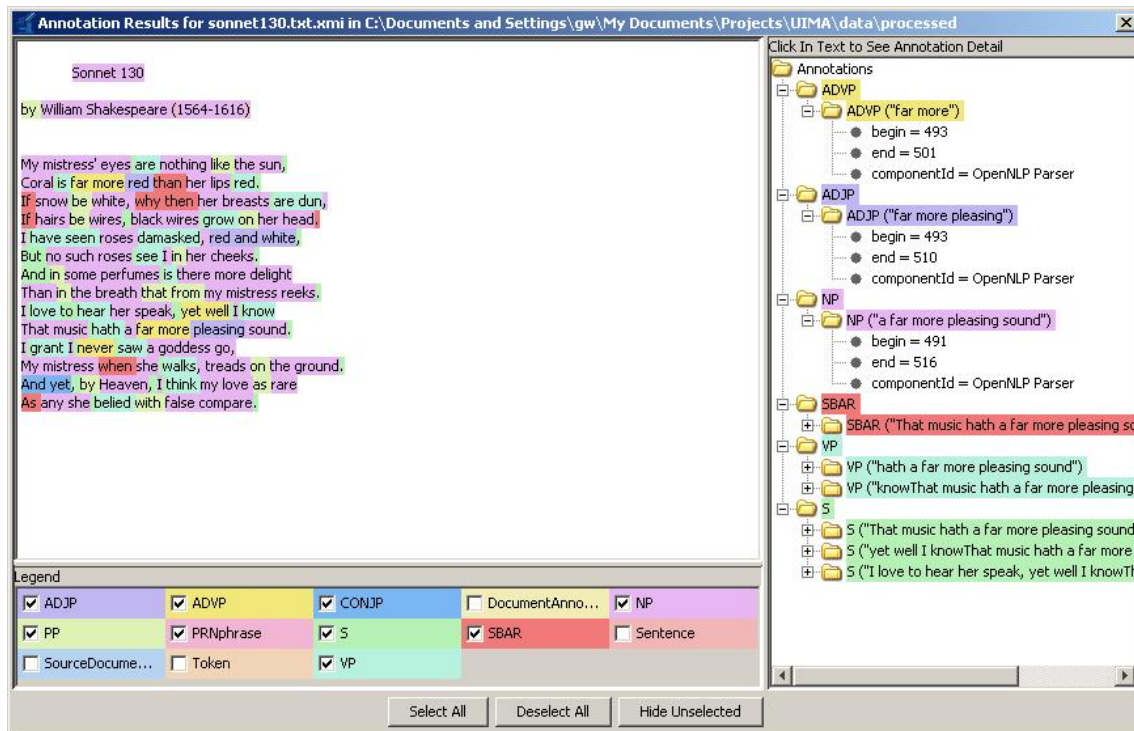 Annotation Results for sonnet130.txt.xmi in C:\Documents and Settings\gw\My Documents\Projects\UIMA\data\processed
Sonnet 130
by William Shakespeare (1564-1616)
My mistress' eyes are nothing like the sun,
Coral is far more red than her lips red.
If snow be white, why then her breasts are dun,
If hairs be wires, black wires grow on her head.
I have seen roses damasked, red and white,
But no such roses see I in her cheeks.
And in some perfumes is there more delight
Than in the breath that from my mistress reeks.
I love to hear her speak, yet well I know
That music hath a far more pleasing sound.
I grant I never saw a goddess go,
My mistress when she walks, treads on the ground.
And yet, by Heaven, I think my love as rare
As any she belied with false compare.
Click In Text to See Annotation Detail
Annotations
ADVP
ADVP ("far more")
begin = 493
end = 501
componentId = OpenNLP Parser
ADJP
ADJP ("far more pleasing")
begin = 493
end = 510
componentId = OpenNLP Parser
NP
NP ("a far more pleasing sound")
begin = 491
end = 516
componentId = OpenNLP Parser
SBAR
SBAR ("That music hath a far more pleasing so
VP
VP ("hath a far more pleasing sound")
VP ("knowThat music hath a far more pleasing
S
S ("That music hath a far more pleasing sound
S ("yet well I knowThat music hath a far more
S ("I love to hear her speak, yet well I knowTh
Legend
ADJP ADVP CONJP DocumentAnno... NP
PP PRNphrase S SBAR Sentence
SourceDocume... Token VP
Select All Deselect All Hide Unselected